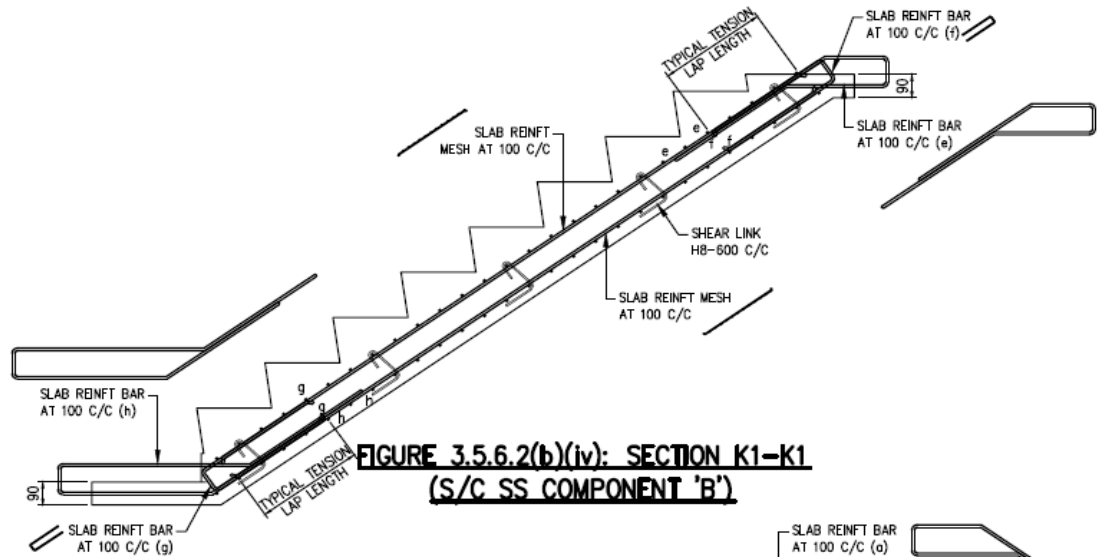 SLAB REINFT BAR
AT 100 C/C (f)
TYPICAL TENSION
LAP LENGTH
90
SLAB REINFT
MESH AT 100 C/C
e
f
f
e
SLAB REINFT BAR
AT 100 C/C (e)
SHEAR LINK
H8-600 C/C
SLAB REINFT MESH
AT 100 C/C
SLAB REINFT BAR
AT 100 C/C (h)
g
g
h
h
90
TYPICAL TENSION
LAP LENGTH
FIGURE 3.5.6.2(b)(iv): SECTION K1-K1
(S/C SS COMPONENT 'B')
SLAB REINFT BAR
AT 100 C/C (g)
SLAB REINFT BAR
AT 100 C/C (a)